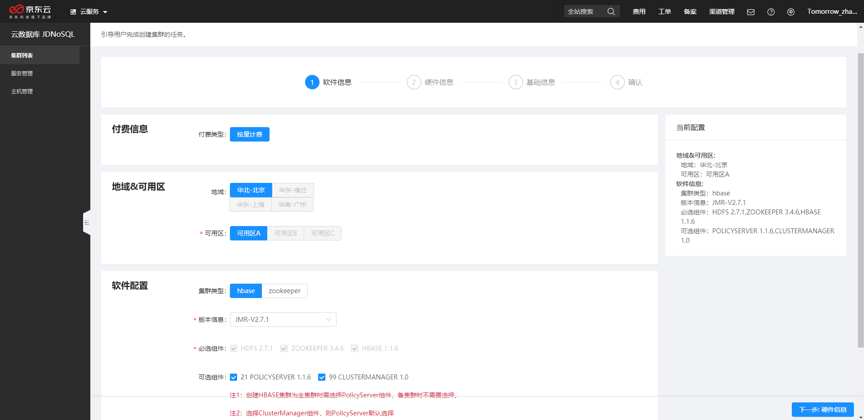 京东云
京东科技旗下品牌
云服务
全站搜索
费用
工单
备案
渠道管理
Tomorrow_zha...
云数据库 JDNoSQL
集群列表
服务管理
主机管理
引导用户完成创建集群的任务。
1 软件信息
2 硬件信息
3 基础信息
4 确认
付费信息
付费类型: 按量计费
地域&可用区
地域: 华北-北京 华东-宿迁
华东-上海 华南-广州
* 可用区: 可用区A 可用区B 可用区C
软件配置
集群类型: hbase zookeeper
* 版本信息: JMR-V2.7.1
* 必选组件: HDFS 2.7.1 ZOOKEEPER 3.4.6 HBASE 1.1.6
可选组件: 21 POLICYSERVER 1.1.6 99 CLUSTERMANAGER 1.0
注1: 创建HBASE集群为主集群时需选择PolicyServer组件，备集群时不需要选择。
注2: 选择ClusterManager组件，则PolicyServer默认选择
当前配置
地域&可用区:
地域: 华北-北京
可用区: 可用区A
软件信息:
集群类型: hbase
版本信息: JMR-V2.7.1
必选组件: HDFS 2.7.1,ZOOKEEPER 3.4.6,HBASE
1.1.6
可选组件: POLICYSERVER 1.1.6,CLUSTERMANAGER
1.0
下一步: 硬件信息